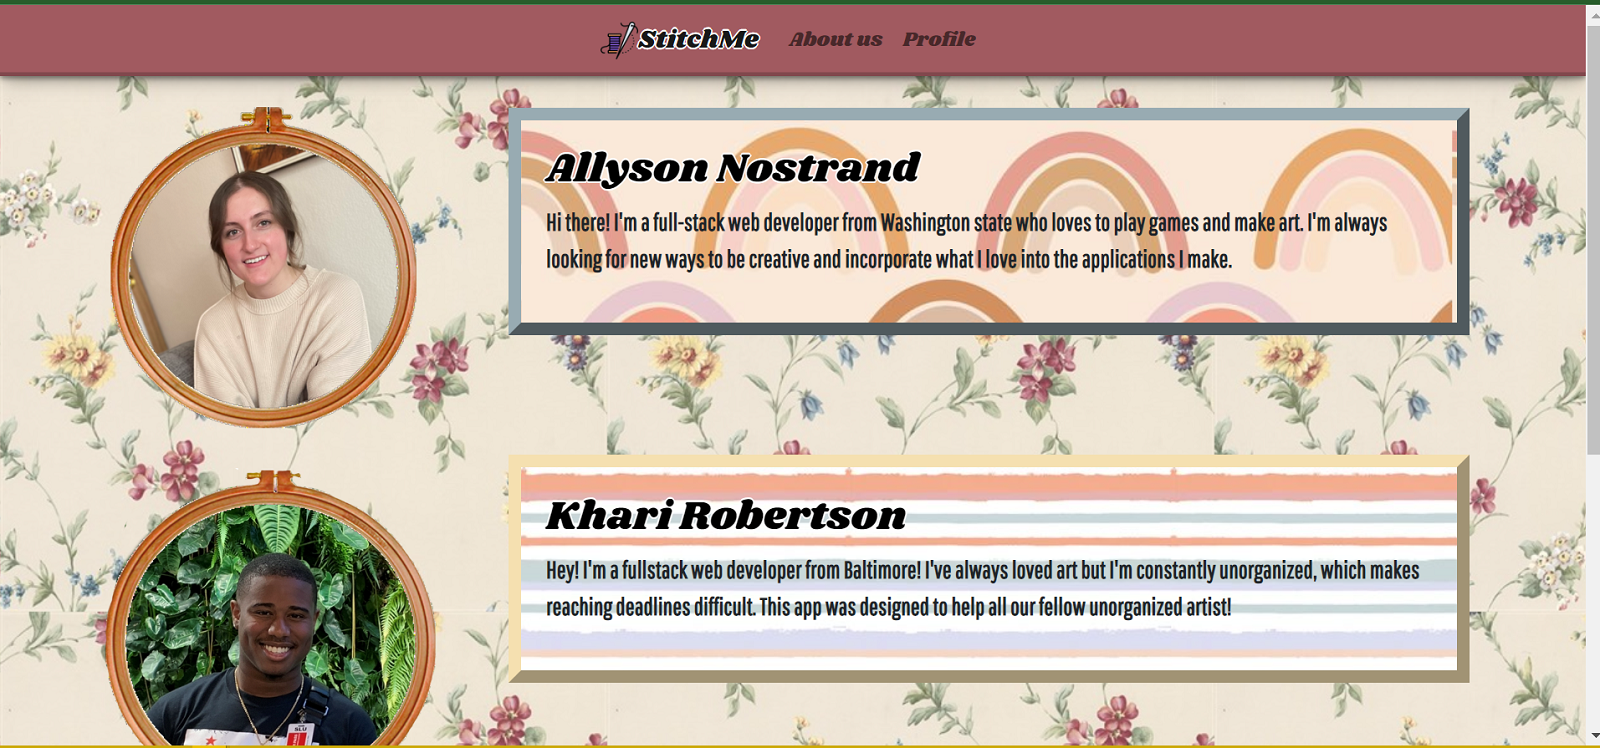 StitchMe About us Profile
Allyson Nostrand
Hi there! I'm a full-stack web developer from Washington state who loves to play games and make art. I'm always
looking for new ways to be creative and incorporate what I love into the applications I make.
Khari Robertson
Hey! I'm a fullstack web developer from Baltimore! I've always loved art but I'm constantly unorganized, which makes
reaching deadlines difficult. This app was designed to help all our fellow unorganized artist!
SLU